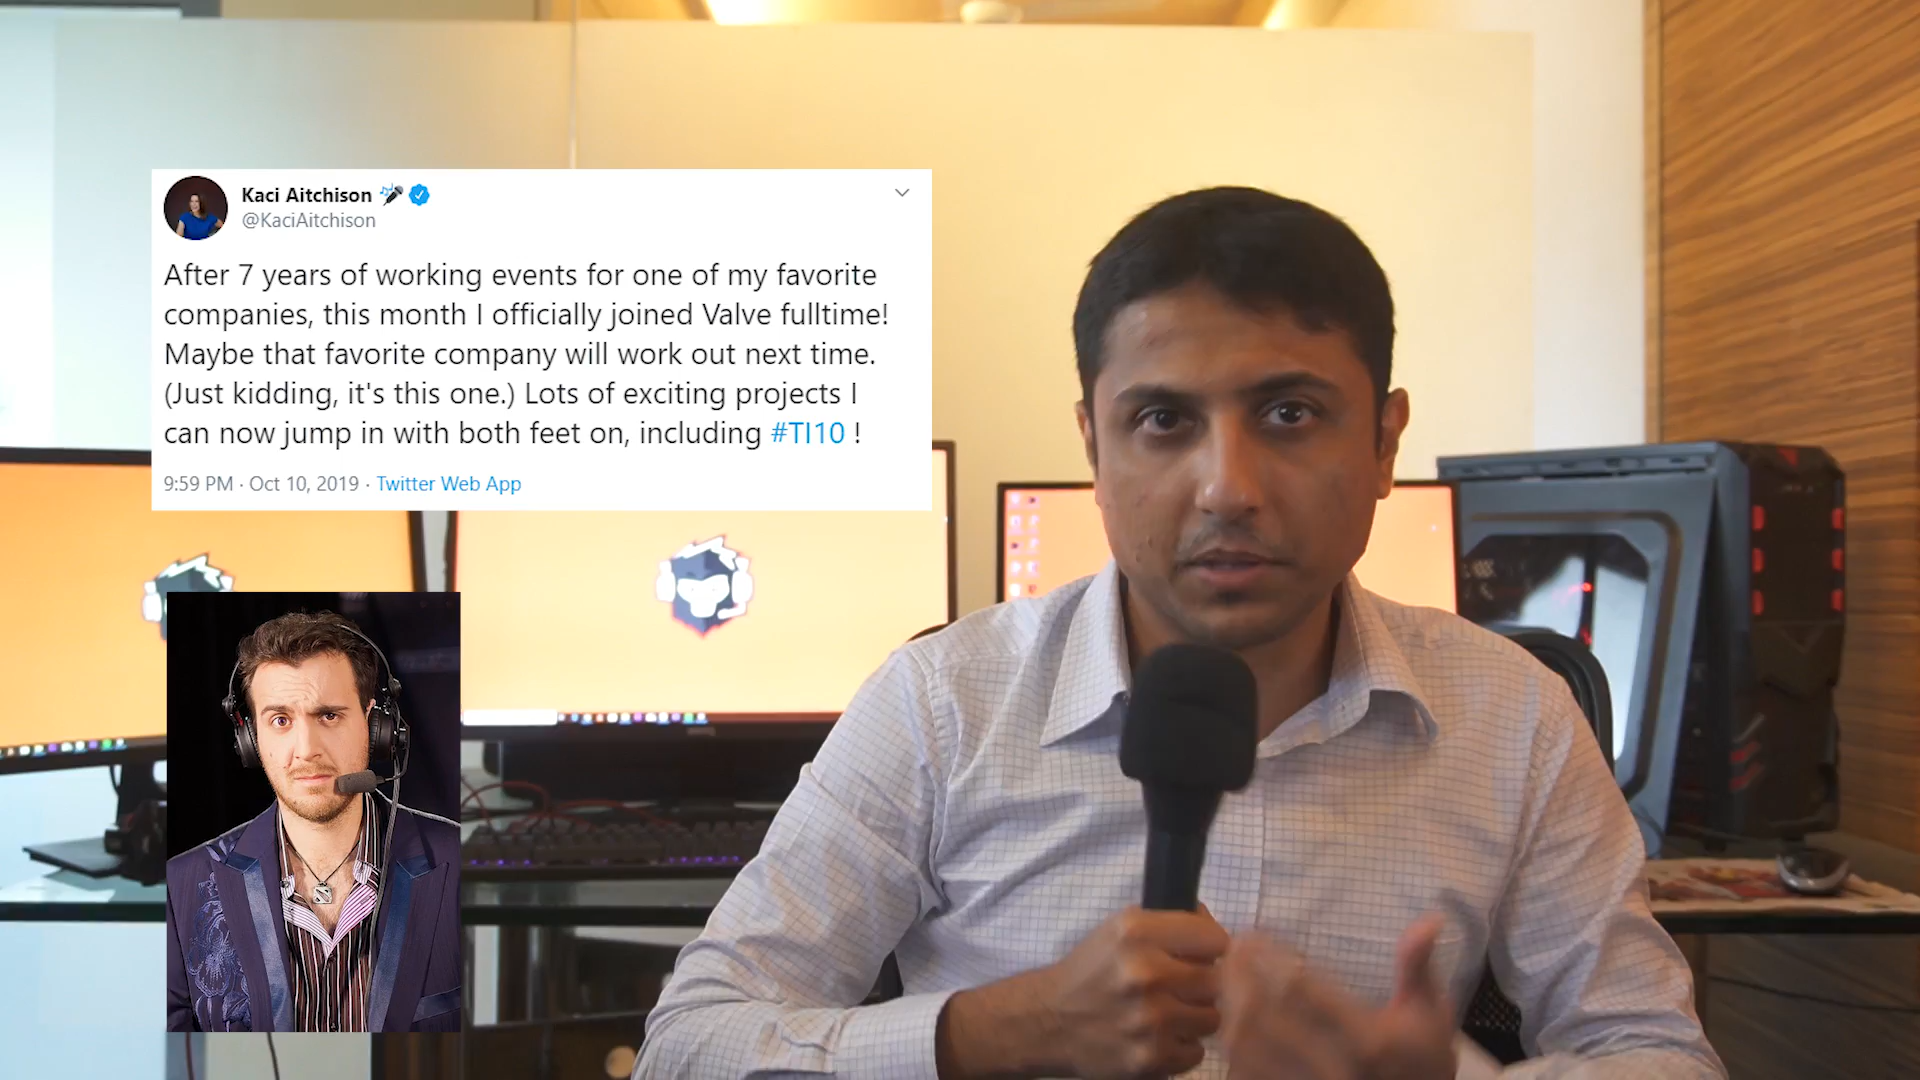 Kaci Aitchison
@KaciAitchison
After 7 years of working events for one of my favorite
companies, this month I officially joined Valve fulltime!
Maybe that favorite company will work out next time.
(Just kidding, it's this one.) Lots of exciting projects I
can now jump in with both feet on, including #TI10 !
9:59 PM · Oct 10, 2019 · Twitter Web App